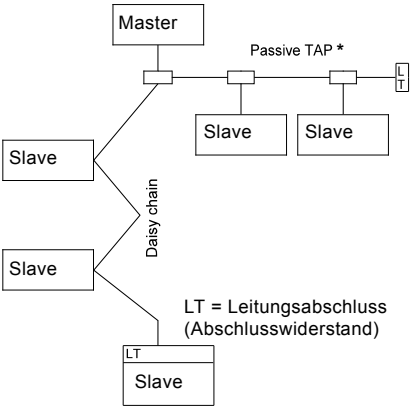 Master
Passive TAP *
L
T
Slave
Slave
Slave
Daisy chain
Slave
LT = Leitungsabschluss
(Abschlusswiderstand)
LT
Slave